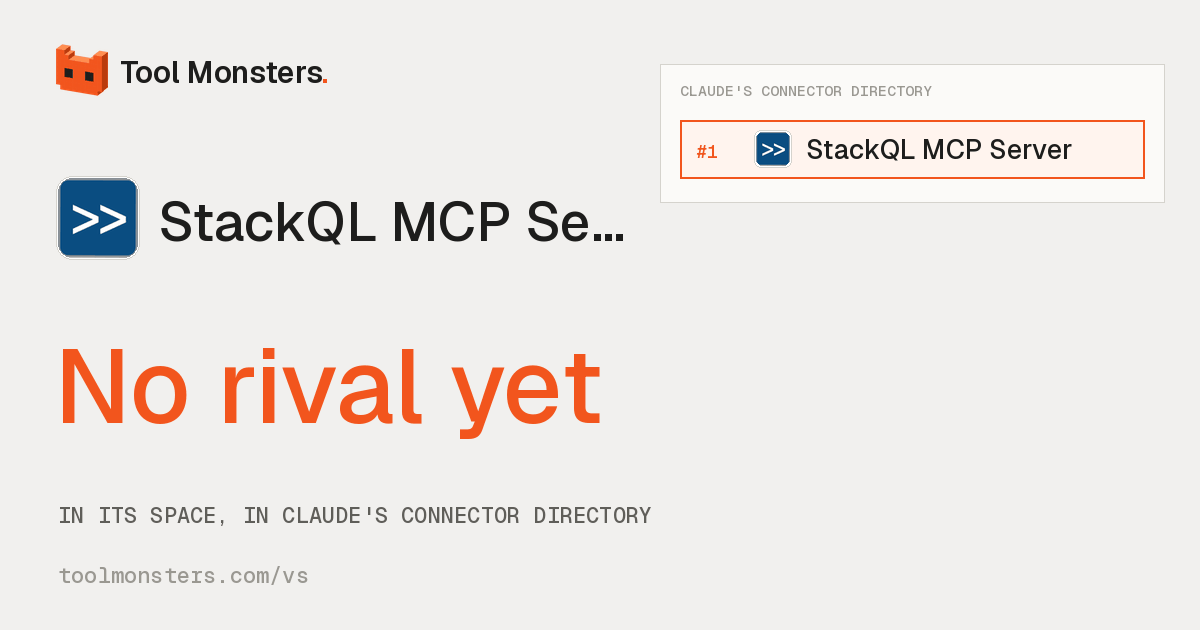 Tool Monsters.
StackQL MCP Se...
No rival yet
IN ITS SPACE, IN CLAUDE'S CONNECTOR DIRECTORY
toolmonsters.com/vs
CLAUDE'S CONNECTOR DIRECTORY
#1 >> StackQL MCP Server